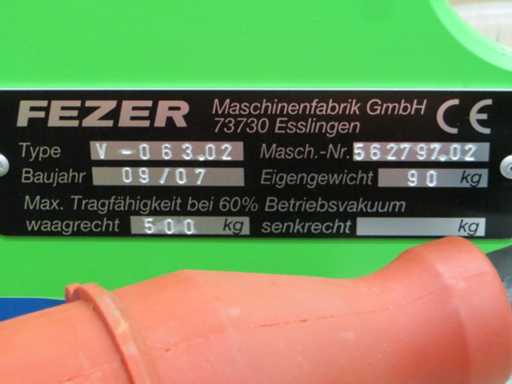 FEZER Maschinenfabrik GmbH CE
73730 Esslingen
Type V-063.02 Masch.-Nr. 562797.02
Baujahr 09/07 Eigengewicht 90 kg
Max. Tragfähigkeit bei 60% Betriebsvakuum
waagrecht 500 kg senkrecht kg